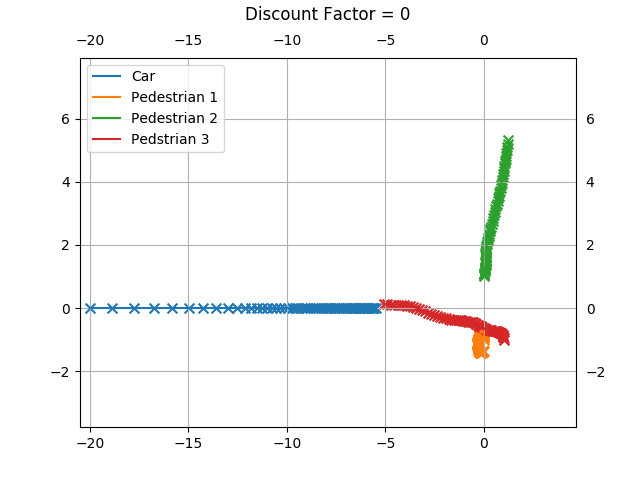 Discount Factor = 0
−20 −15 −10 −5 0
Car
Pedestrian 1
Pedestrian 2
Pedstrian 3
6 6
4 4
2 2
0 0
−2 −2
−20 −15 −10 −5 0